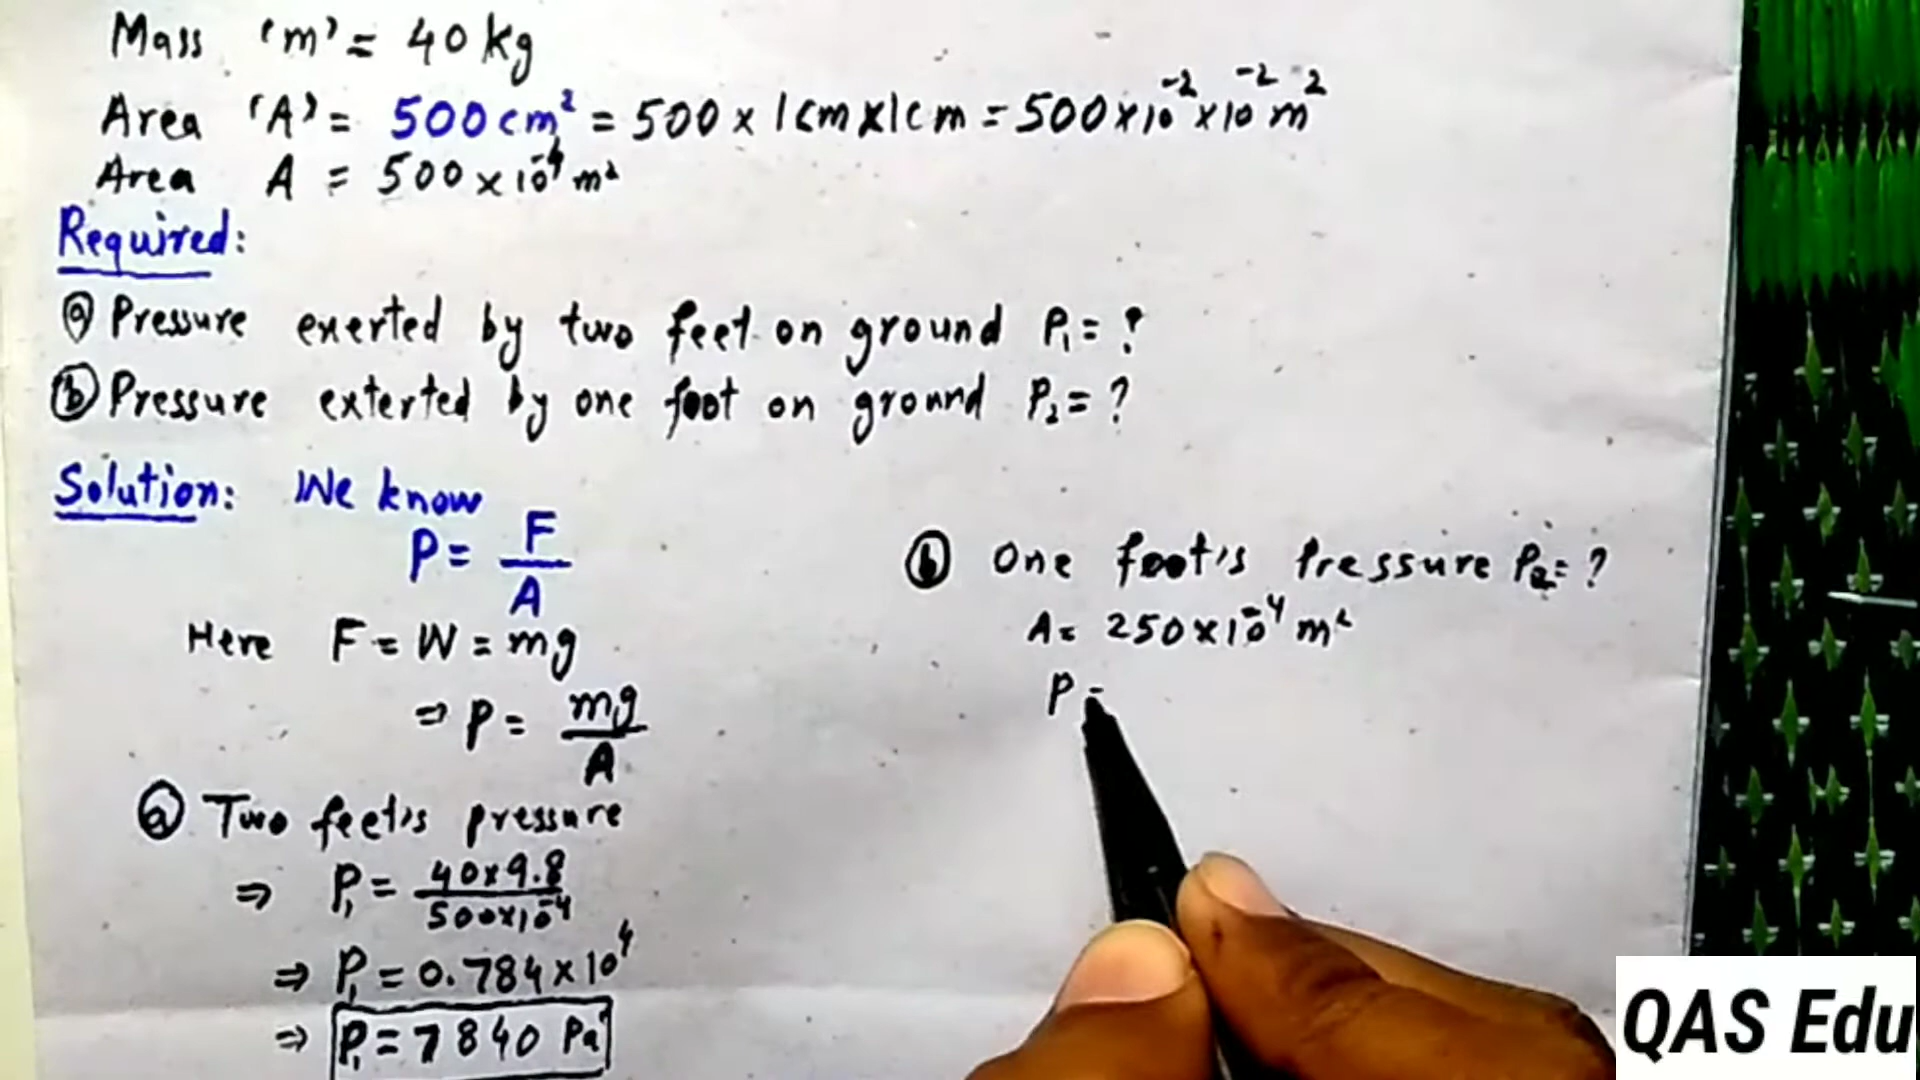 Mass 'm' = 40 kg
Area 'A' = 500 cm² = 500 × 1cm×1cm = 500×10⁻²×10⁻² m²
Area A = 500 × 10⁻⁴ m²
Required:
ⓐ Pressure exerted by two feet on ground P₁ = ?
ⓑ Pressure exterted by one foot on ground P₂ = ?
Solution: We know
P = F/A
Here F = W = mg
⇒ P = mg/A
ⓐ Two feet's pressure
⇒ P₁ = 40×9.8/500×10⁻⁴
⇒ P₁ = 0.784×10⁴
⇒ P₁ = 7840 Pa
ⓑ One foot's Pressure P₂ = ?
A = 250×10⁻⁴ m²
P =
QAS Edu